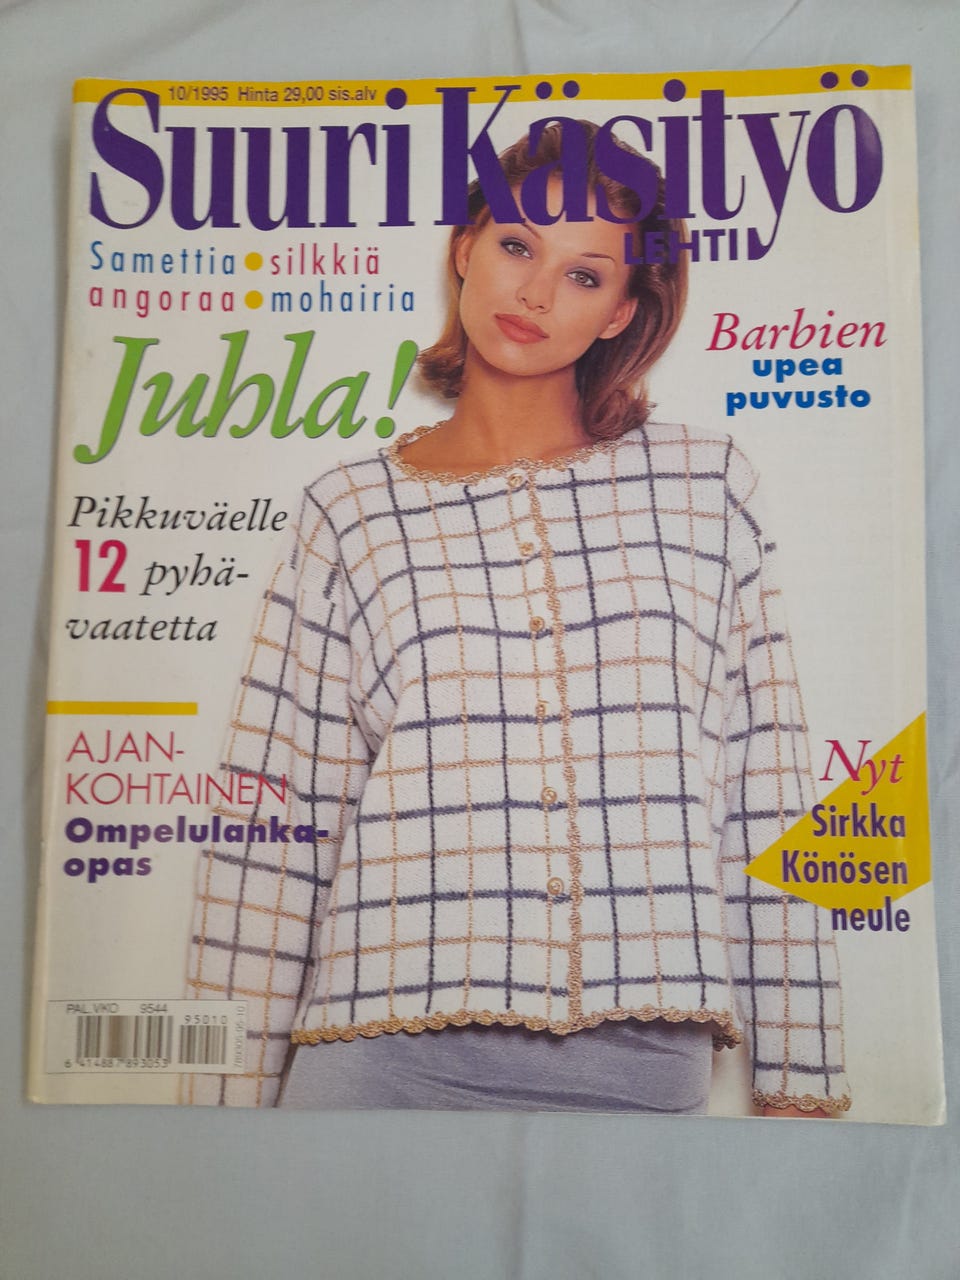 10/1995 Hinta 29,00 sis.alv
Suuri Käsityö
LEHTI
Samettia • silkkiä
angoraa • mohairia
Juhla!
Barbien
upea
puvusto
Pikkuväelle
12 pyhä-
vaatetta
AJAN-
KOHTAINEN
Ompelulanka-
opas
Nyt
Sirkka
Könösen
neule
PAL.VKO 9544
95010
6 414887 893053